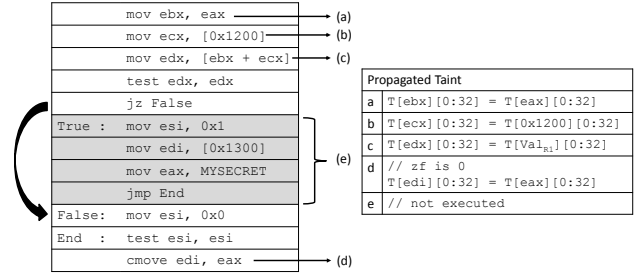 mov ebx, eax (a)
mov ecx, [0x1200] (b)
mov edx, [ebx + ecx] (c)
test edx, edx
jz False
True : mov esi, 0x1
mov edi, [0x1300]
mov eax, MYSECRET
jmp End
(e)
False: mov esi, 0x0
End : test esi, esi
cmove edi, eax (d)
Propagated Taint
a T[ebx][0:32] = T[eax][0:32]
b T[ecx][0:32] = T[0x1200][0:32]
c T[edx][0:32] = T[Val_R1][0:32]
d // zf is 0
T[edi][0:32] = T[eax][0:32]
e // not executed